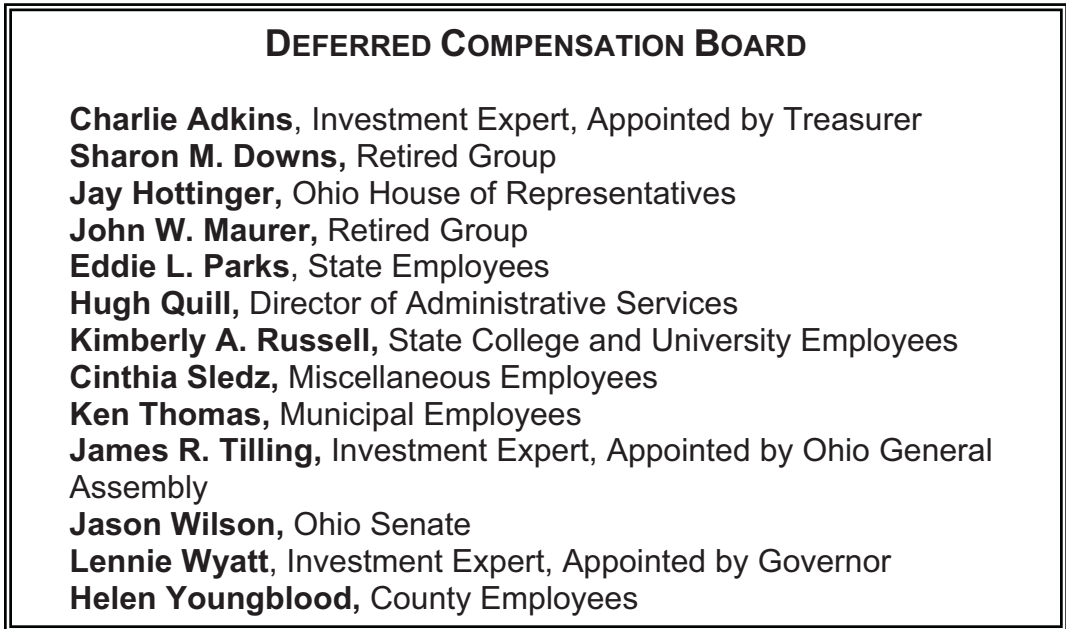 DEFERRED COMPENSATION BOARD
Charlie Adkins, Investment Expert, Appointed by Treasurer
Sharon M. Downs, Retired Group
Jay Hottinger, Ohio House of Representatives
John W. Maurer, Retired Group
Eddie L. Parks, State Employees
Hugh Quill, Director of Administrative Services
Kimberly A. Russell, State College and University Employees
Cinthia Sledz, Miscellaneous Employees
Ken Thomas, Municipal Employees
James R. Tilling, Investment Expert, Appointed by Ohio General
Assembly
Jason Wilson, Ohio Senate
Lennie Wyatt, Investment Expert, Appointed by Governor
Helen Youngblood, County Employees